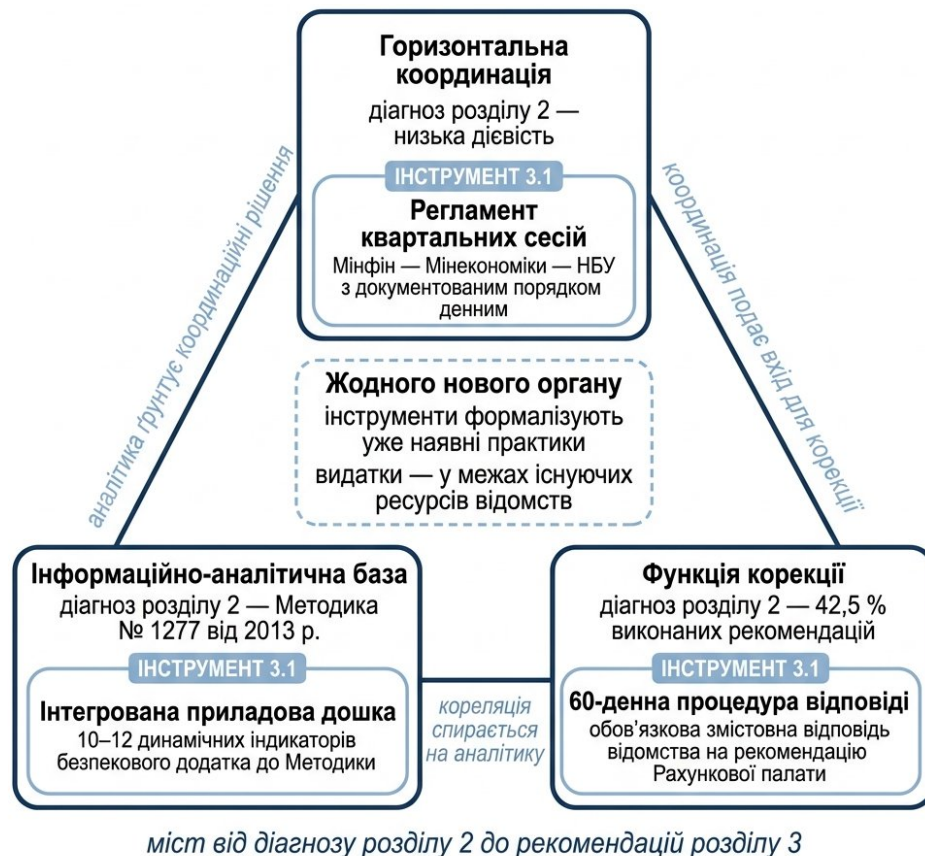 Горизонтальна
координація
діагноз розділу 2 —
низька дієвість
ІНСТРУМЕНТ 3.1
Регламент
квартальних сесій
Мінфін — Мінекономіки — НБУ
з документованим порядком
денним
аналітика ґрунтує координаційні рішення
координація подає вхід для корекції
Жодного нового органу
інструменти формалізують
уже наявні практики
видатки — у межах існуючих
ресурсів відомств
Інформаційно-аналітична база
діагноз розділу 2 — Методика
№ 1277 від 2013 р.
ІНСТРУМЕНТ 3.1
Інтегрована приладова дошка
10–12 динамічних індикаторів
безпекового додатка до Методики
кореляція
спирається
на аналітику
Функція корекції
діагноз розділу 2 — 42,5 %
виконаних рекомендацій
ІНСТРУМЕНТ 3.1
60-денна процедура відповіді
обов’язкова змістовна відповідь
відомства на рекомендацію
Рахункової палати
міст від діагнозу розділу 2 до рекомендацій розділу 3